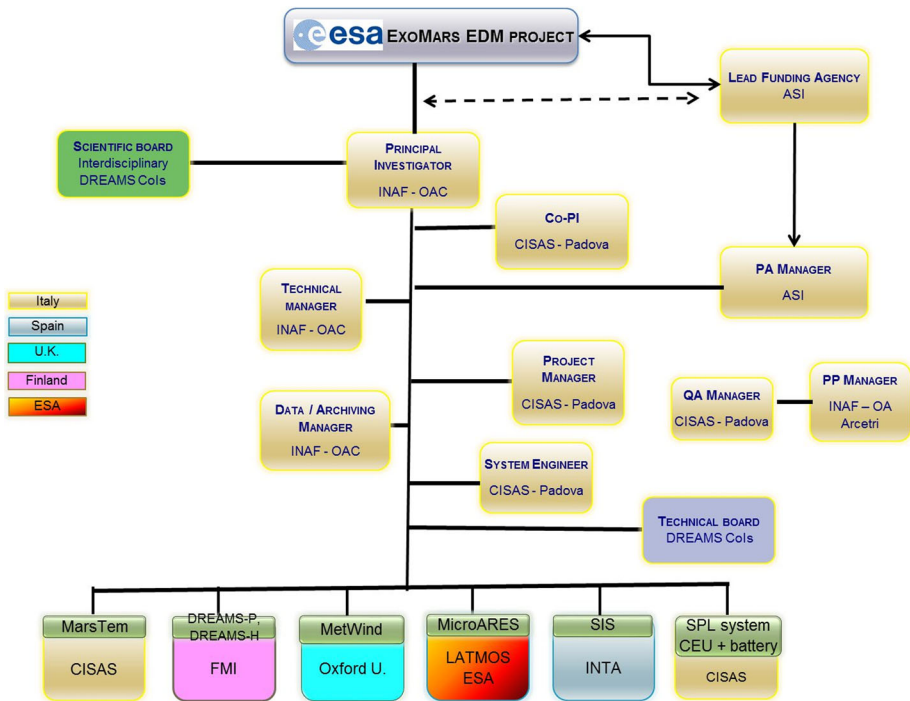 esa EXOMARS EDM PROJECT
LEAD FUNDING AGENCY
ASI
SCIENTIFIC BOARD
Interdisciplinary
DREAMS CoIs
PRINCIPAL
INVESTIGATOR
INAF - OAC
CO-PI
CISAS - Padova
PA MANAGER
ASI
TECHNICAL
MANAGER
INAF - OAC
Italy
Spain
U.K.
Finland
ESA
PROJECT
MANAGER
CISAS - Padova
QA MANAGER
CISAS - Padova
PP MANAGER
INAF – OA
Arcetri
DATA / ARCHIVING
MANAGER
INAF - OAC
SYSTEM ENGINEER
CISAS - Padova
TECHNICAL BOARD
DREAMS CoIs
MarsTem
CISAS
DREAMS-P,
DREAMS-H
FMI
MetWind
Oxford U.
MicroARES
LATMOS
ESA
SIS
INTA
SPL system
CEU + battery
CISAS